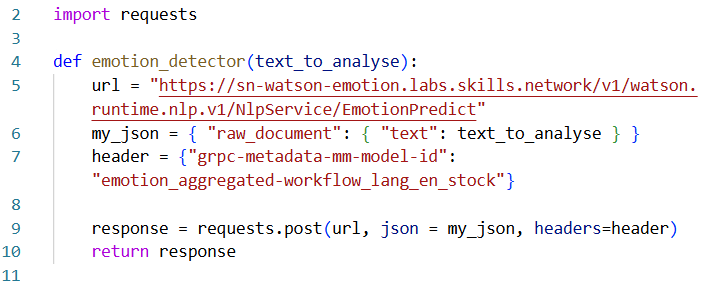 2 import requests
3
4 def emotion_detector(text_to_analyse):
5 url = "https://sn-watson-emotion.labs.skills.network/v1/watson.
runtime.nlp.v1/NlpService/EmotionPredict"
6 my_json = { "raw_document": { "text": text_to_analyse } }
7 header = {"grpc-metadata-mm-model-id":
"emotion_aggregated-workflow_lang_en_stock"}
8
9 response = requests.post(url, json = my_json, headers=header)
10 return response
11